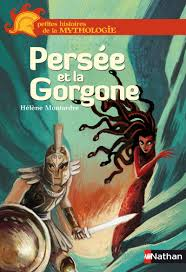 petites histoires
de la MYTHOLOGIE
Persée
et la
Gorgone
Hélène Montardre
Nathan